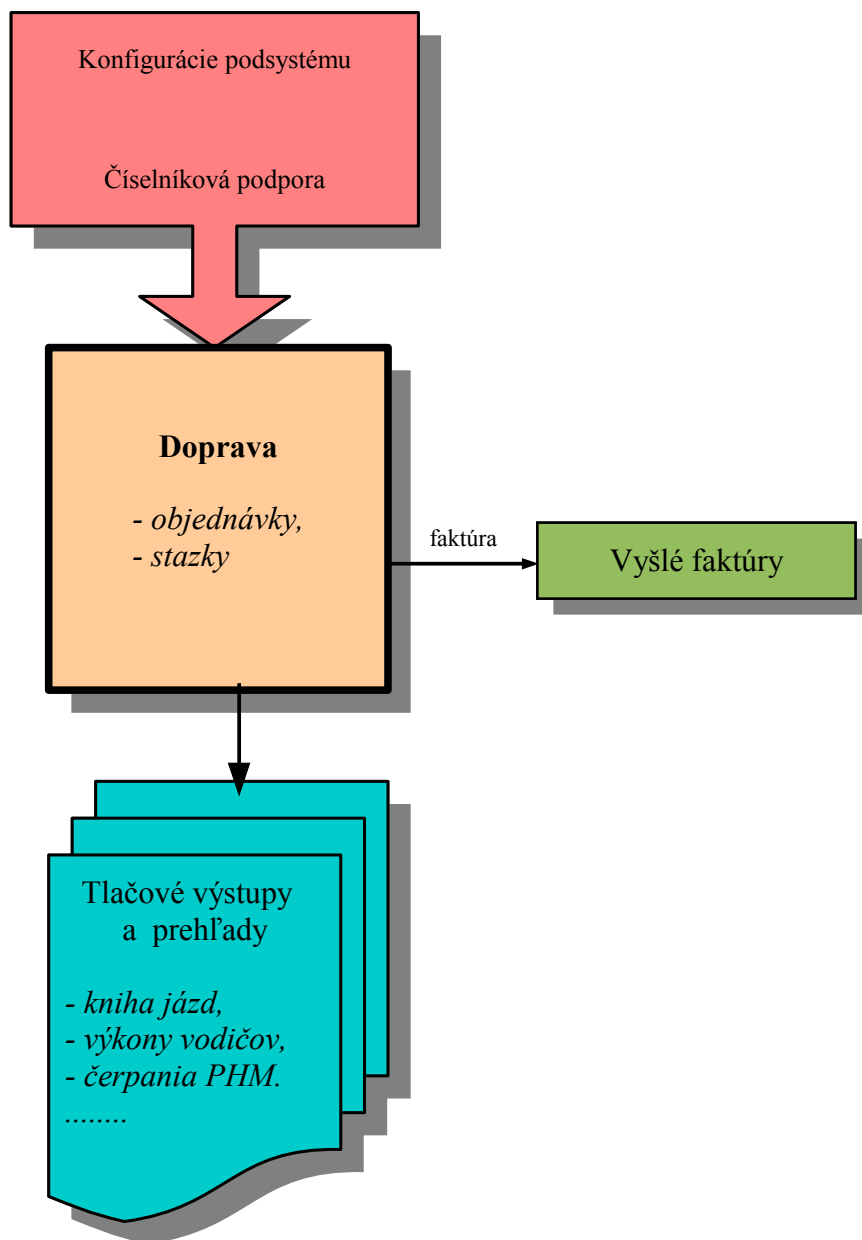 Konfigurácie podsystému
Číselníková podpora
Doprava
- objednávky,
- stazky
faktúra
Vyšlé faktúry
Tlačové výstupy
a prehľady
- kniha jázd,
- výkony vodičov,
- čerpania PHM.
........